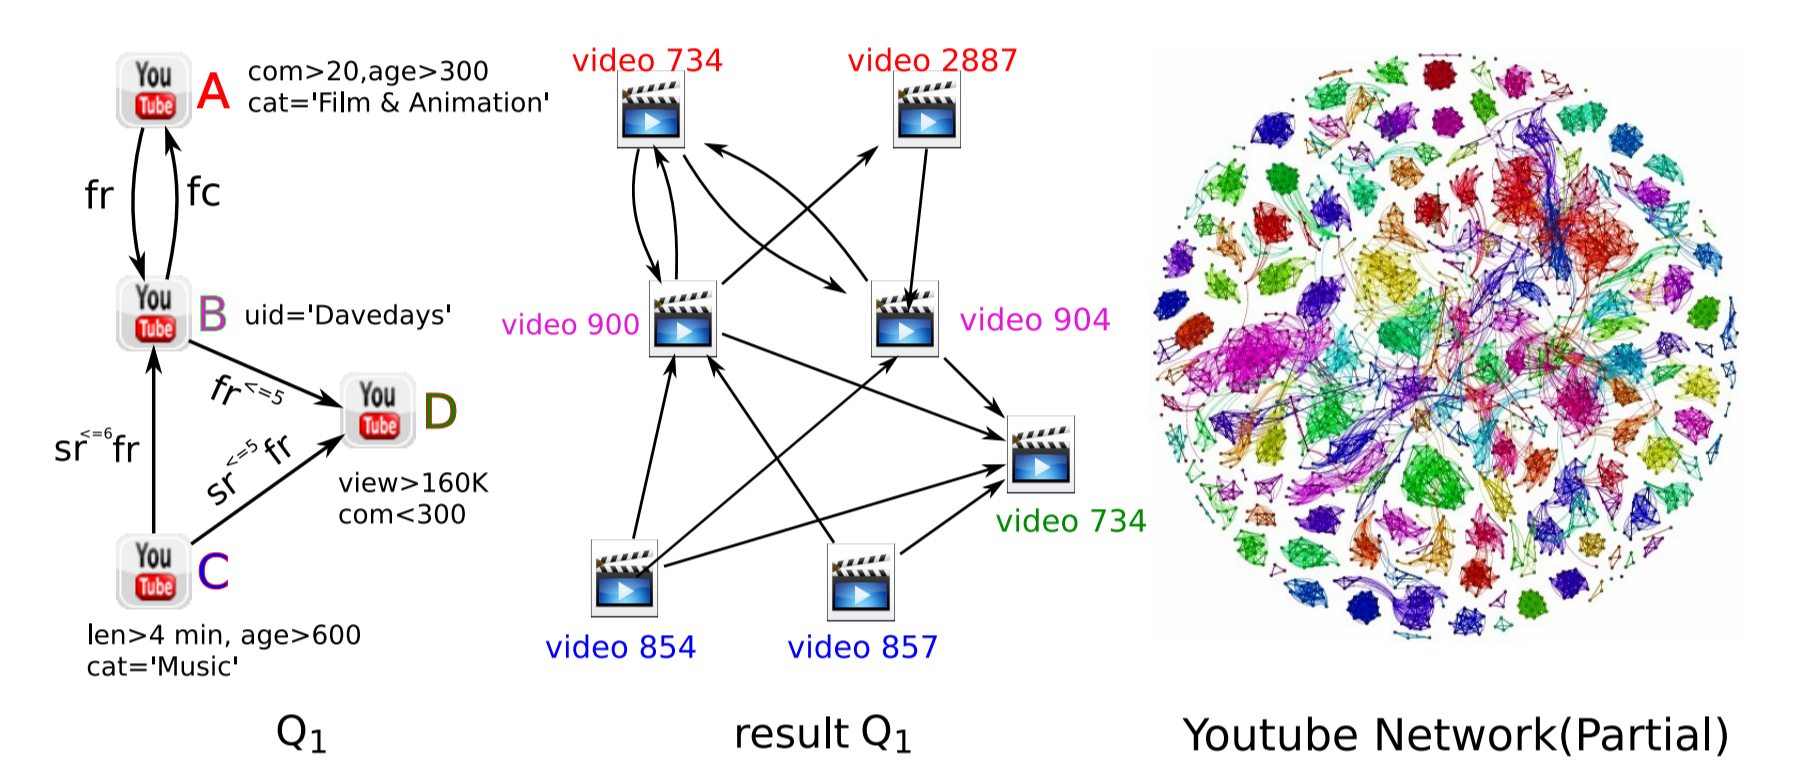 You
Tube
A
com>20,age>300
cat='Film & Animation'
fr
fc
You
Tube
B
uid='Davedays'
fr<=5
You
Tube
D
sr<=6fr
sr<=5fr
view>160K
com<300
You
Tube
C
len>4 min, age>600
cat='Music'
Q1
video 734
video 2887
video 900
video 904
video 734
video 854
video 857
result Q1
Youtube Network(Partial)